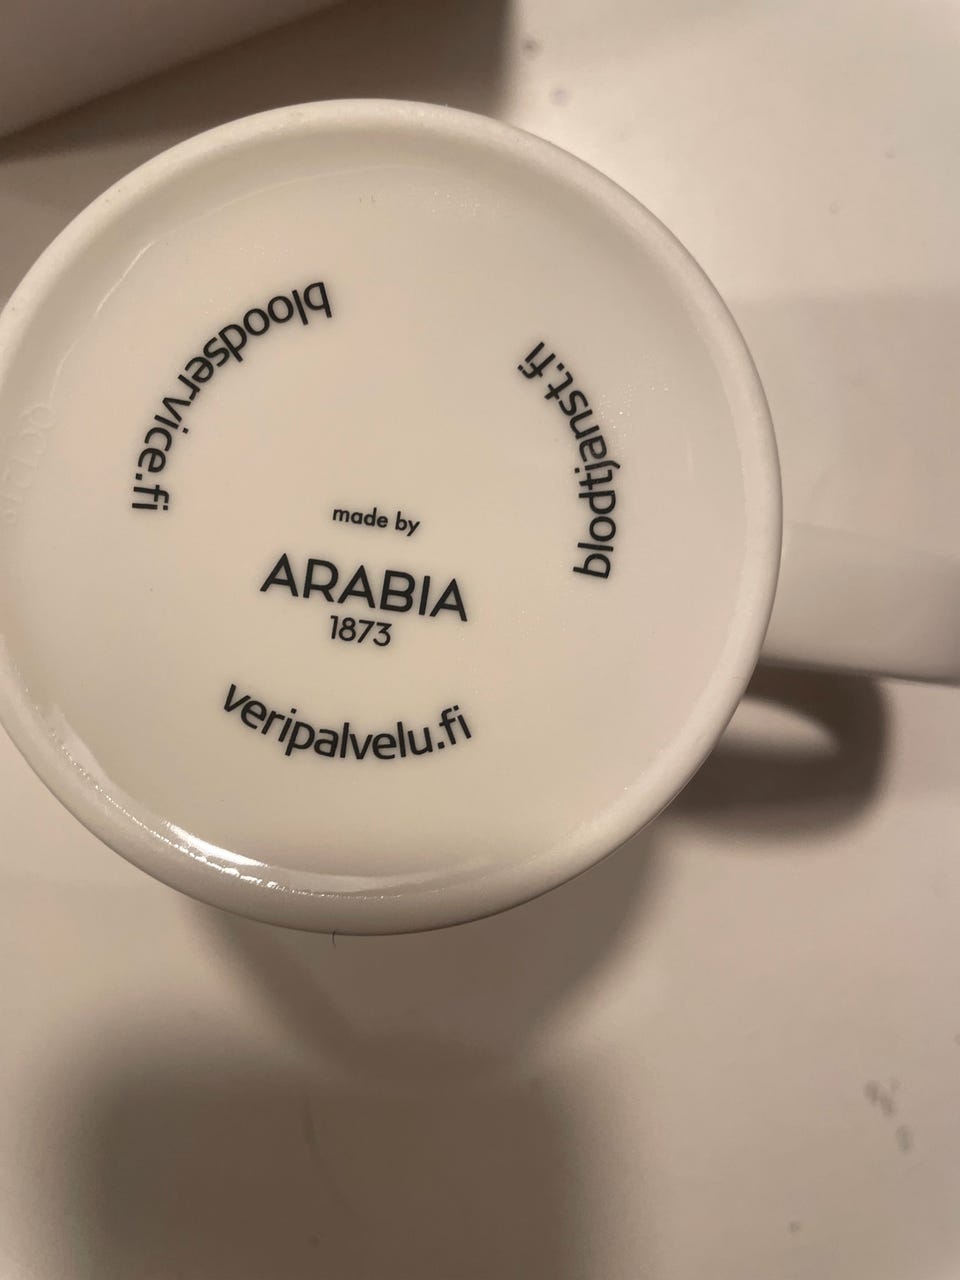 bloodservice.fi
blodtjanst.fi
made by
ARABIA
1873
veripalvelu.fi